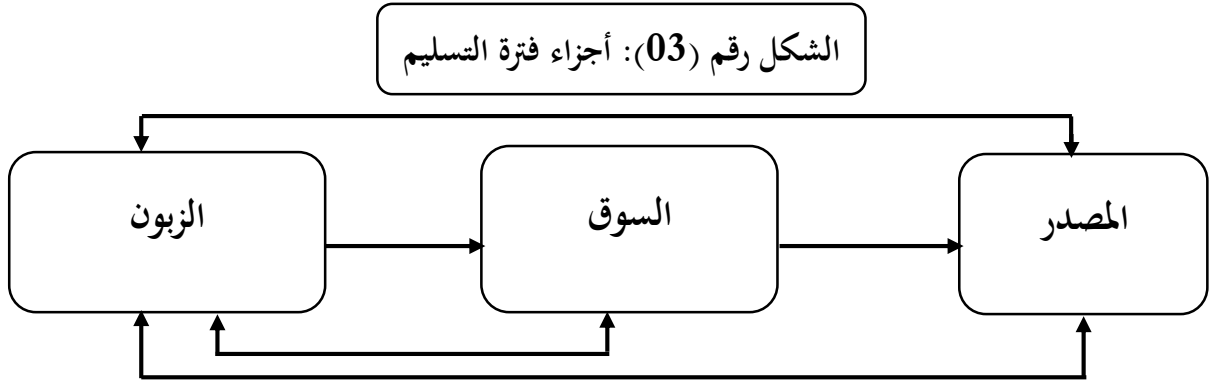 الشكل رقم (03): أجزاء فترة التسليم
المصدر
السوق
الزبون